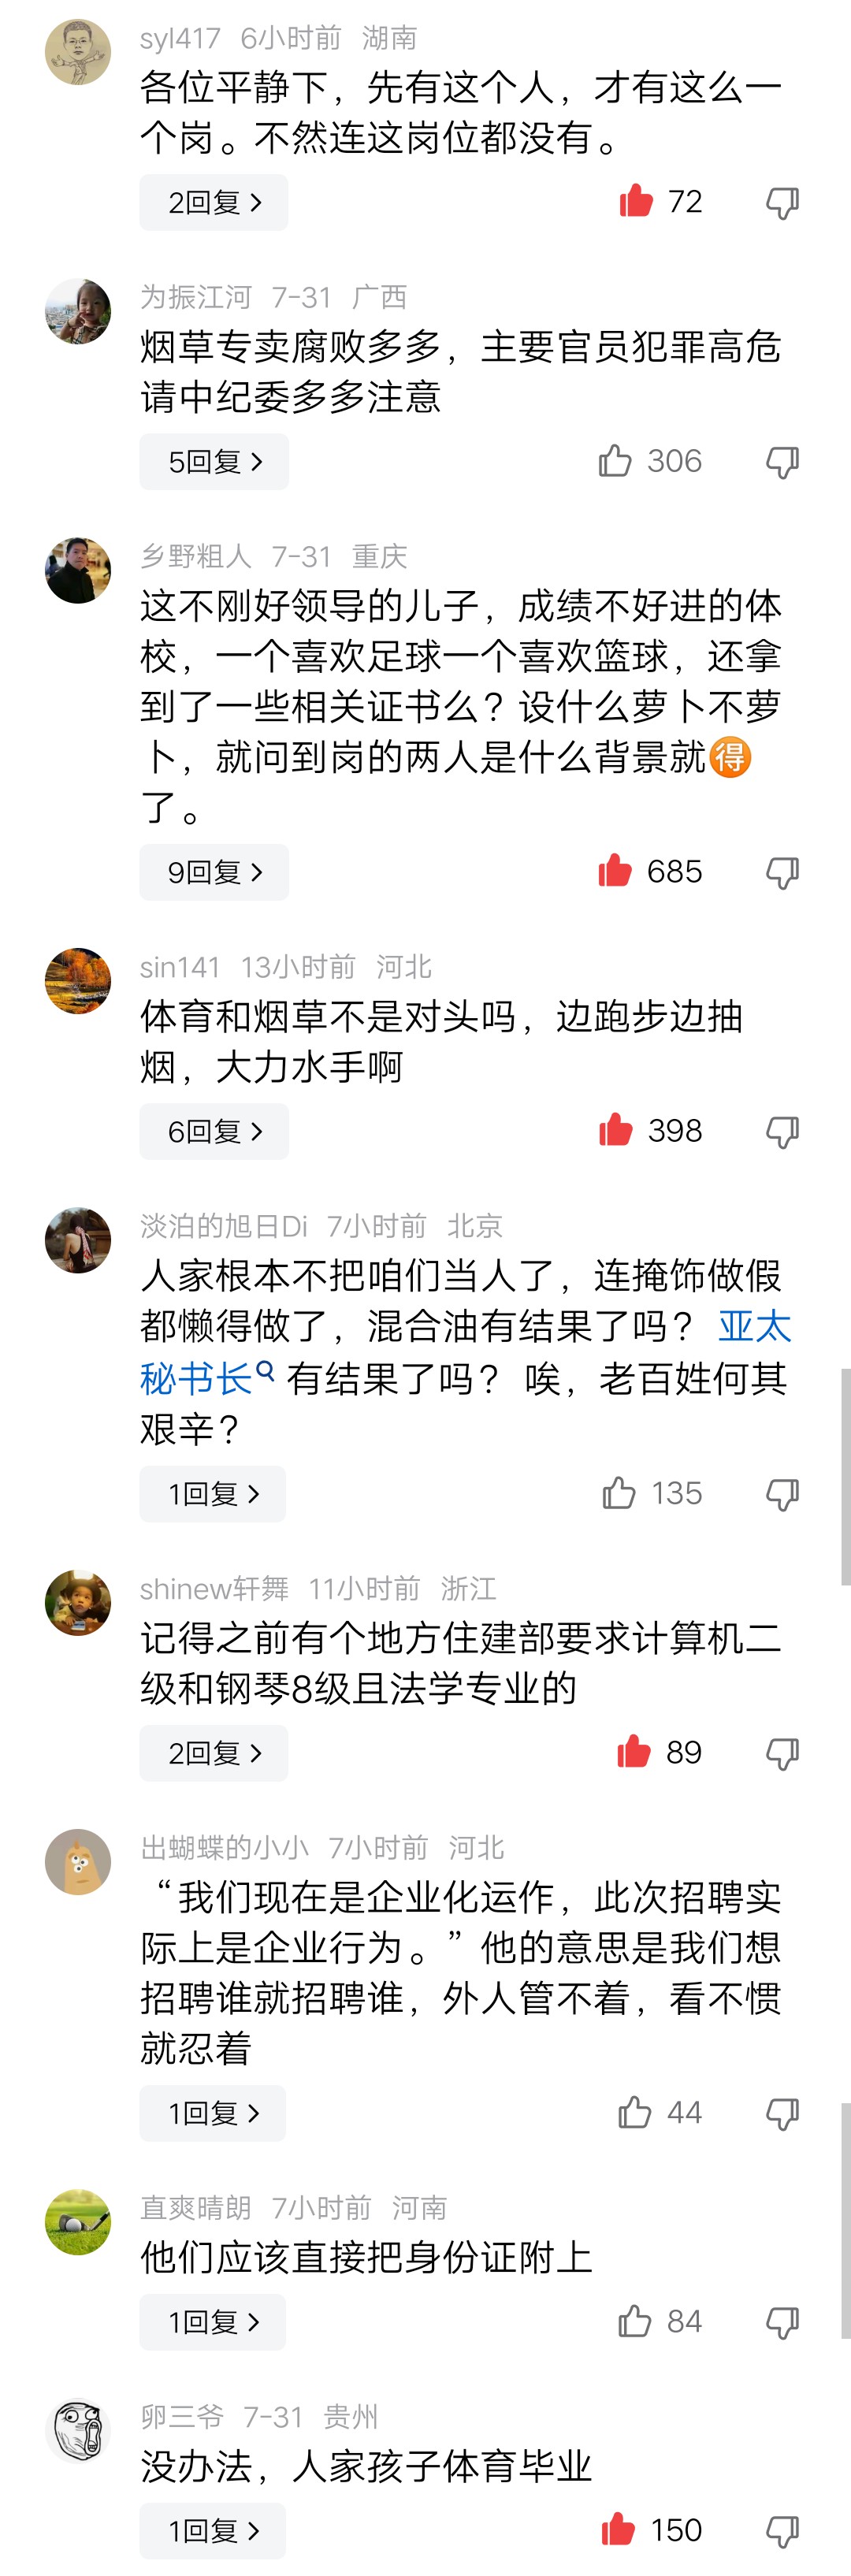 syl417 6小时前 湖南
各位平静下，先有这个人，才有这么一
个岗。不然连这岗位都没有。
2回复 >
72
为振江河 7-31 广西
烟草专卖腐败多多，主要官员犯罪高危
请中纪委多多注意
5回复 >
306
乡野粗人 7-31 重庆
这不刚好领导的儿子，成绩不好进的体
校，一个喜欢足球一个喜欢篮球，还拿
到了一些相关证书么？设什么萝卜不萝
卜，就问到岗的两人是什么背景就得
了。
9回复 >
685
sin141 13小时前 河北
体育和烟草不是对头吗，边跑步边抽
烟，大力水手啊
6回复 >
398
淡泊的旭日Di 7小时前 北京
人家根本不把咱们当人了，连掩饰做假
都懒得做了，混合油有结果了吗？ 亚太
秘书长 有结果了吗？ 唉，老百姓何其
艰辛？
1回复 >
135
shinew轩舞 11小时前 浙江
记得之前有个地方住建部要求计算机二
级和钢琴8级且法学专业的
2回复 >
89
出蝴蝶的小小 7小时前 河北
“我们现在是企业化运作，此次招聘实
际上是企业行为。”他的意思是我们想
招聘谁就招聘谁，外人管不着，看不惯
就忍着
1回复 >
44
直爽晴朗 7小时前 河南
他们应该直接把身份证附上
1回复 >
84
卵三爷 7-31 贵州
没办法，人家孩子体育毕业
1回复 >
150